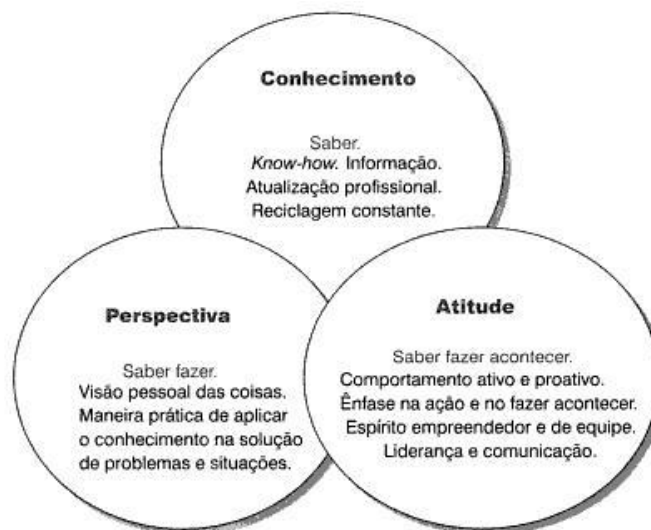 Conhecimento
Saber.
Know-how. Informação.
Atualização profissional.
Reciclagem constante.
Perspectiva
Saber fazer.
Visão pessoal das coisas.
Maneira prática de aplicar
o conhecimento na solução
de problemas e situações.
Atitude
Saber fazer acontecer.
Comportamento ativo e proativo.
Ênfase na ação e no fazer acontecer.
Espírito empreendedor e de equipe.
Liderança e comunicação.